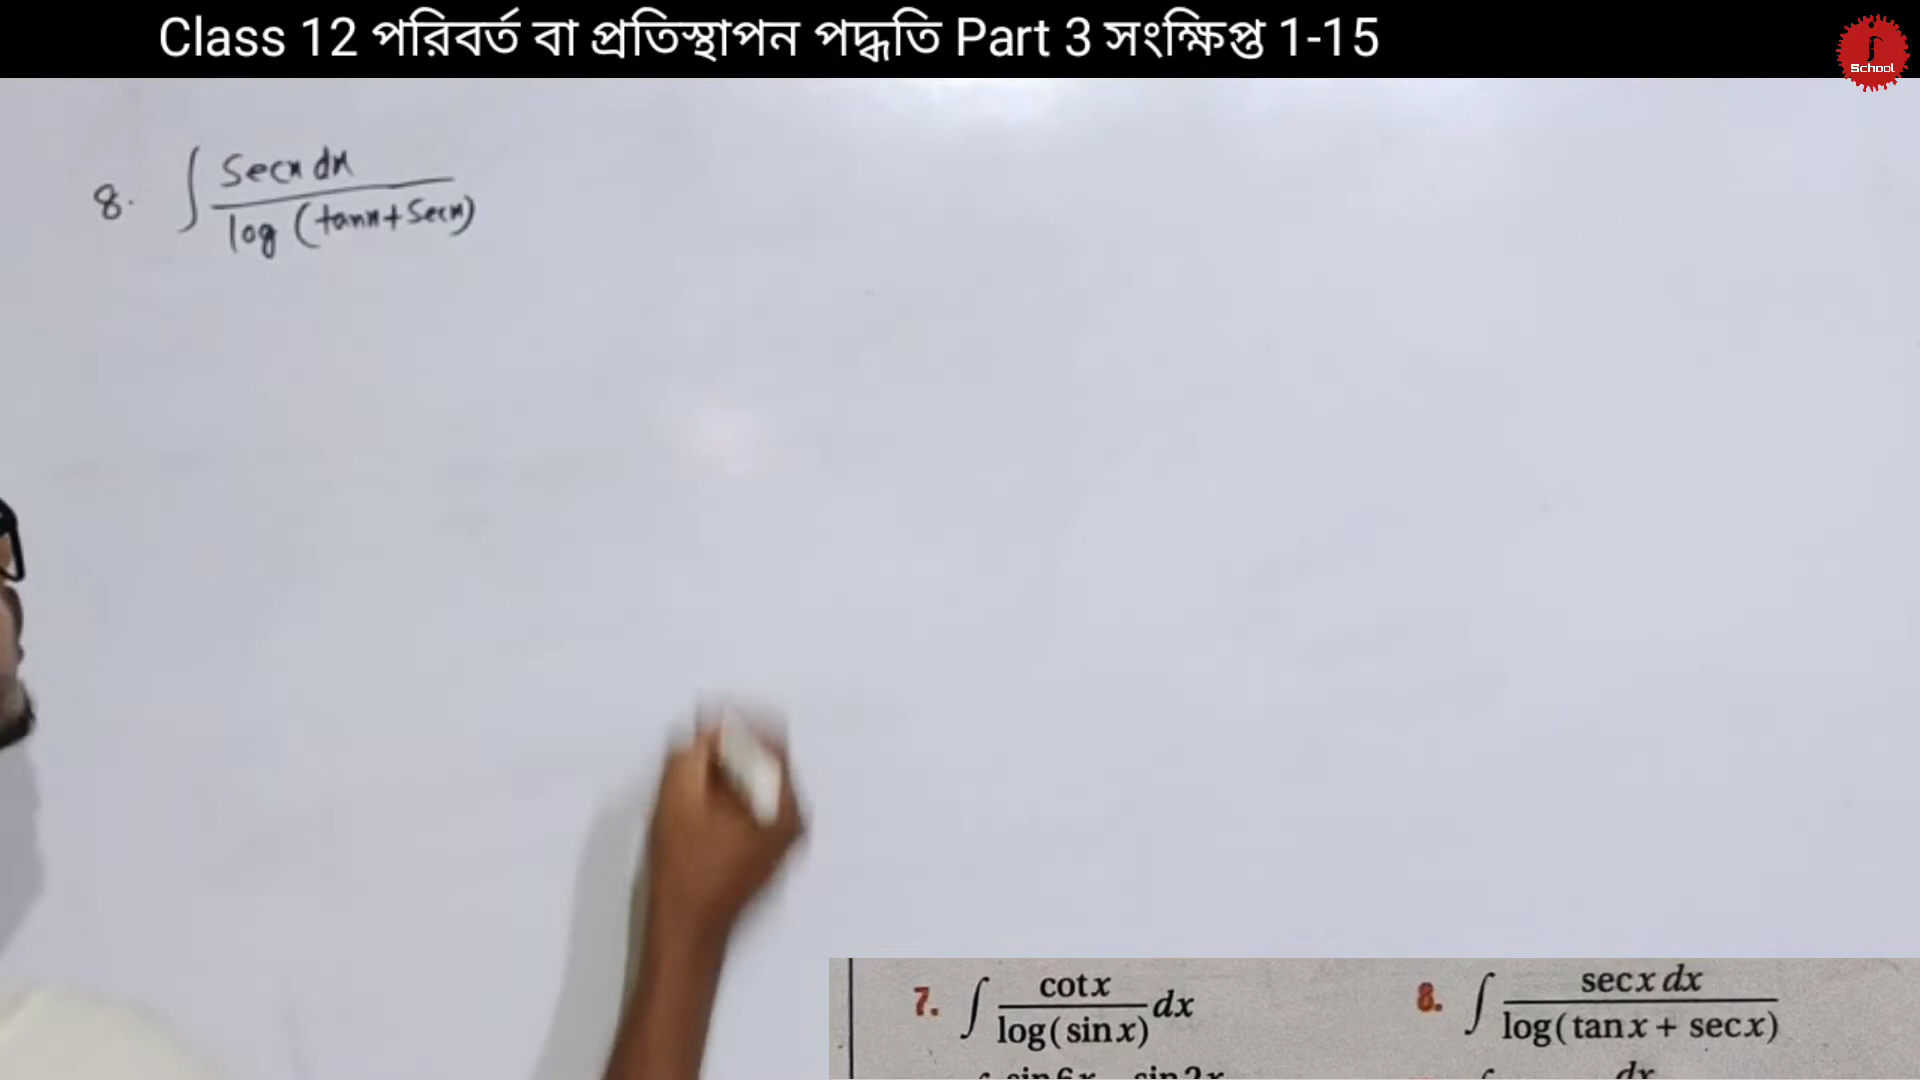 Class 12 পরিবর্ত বা প্রতিস্থাপন পদ্ধতি Part 3 সংক্ষিপ্ত 1-15
School
8. ∫ Secx dx / log (tanx+Secx)
7. ∫ cot x / log(sin x) dx
8. ∫ sec x dx / log(tan x + sec x)